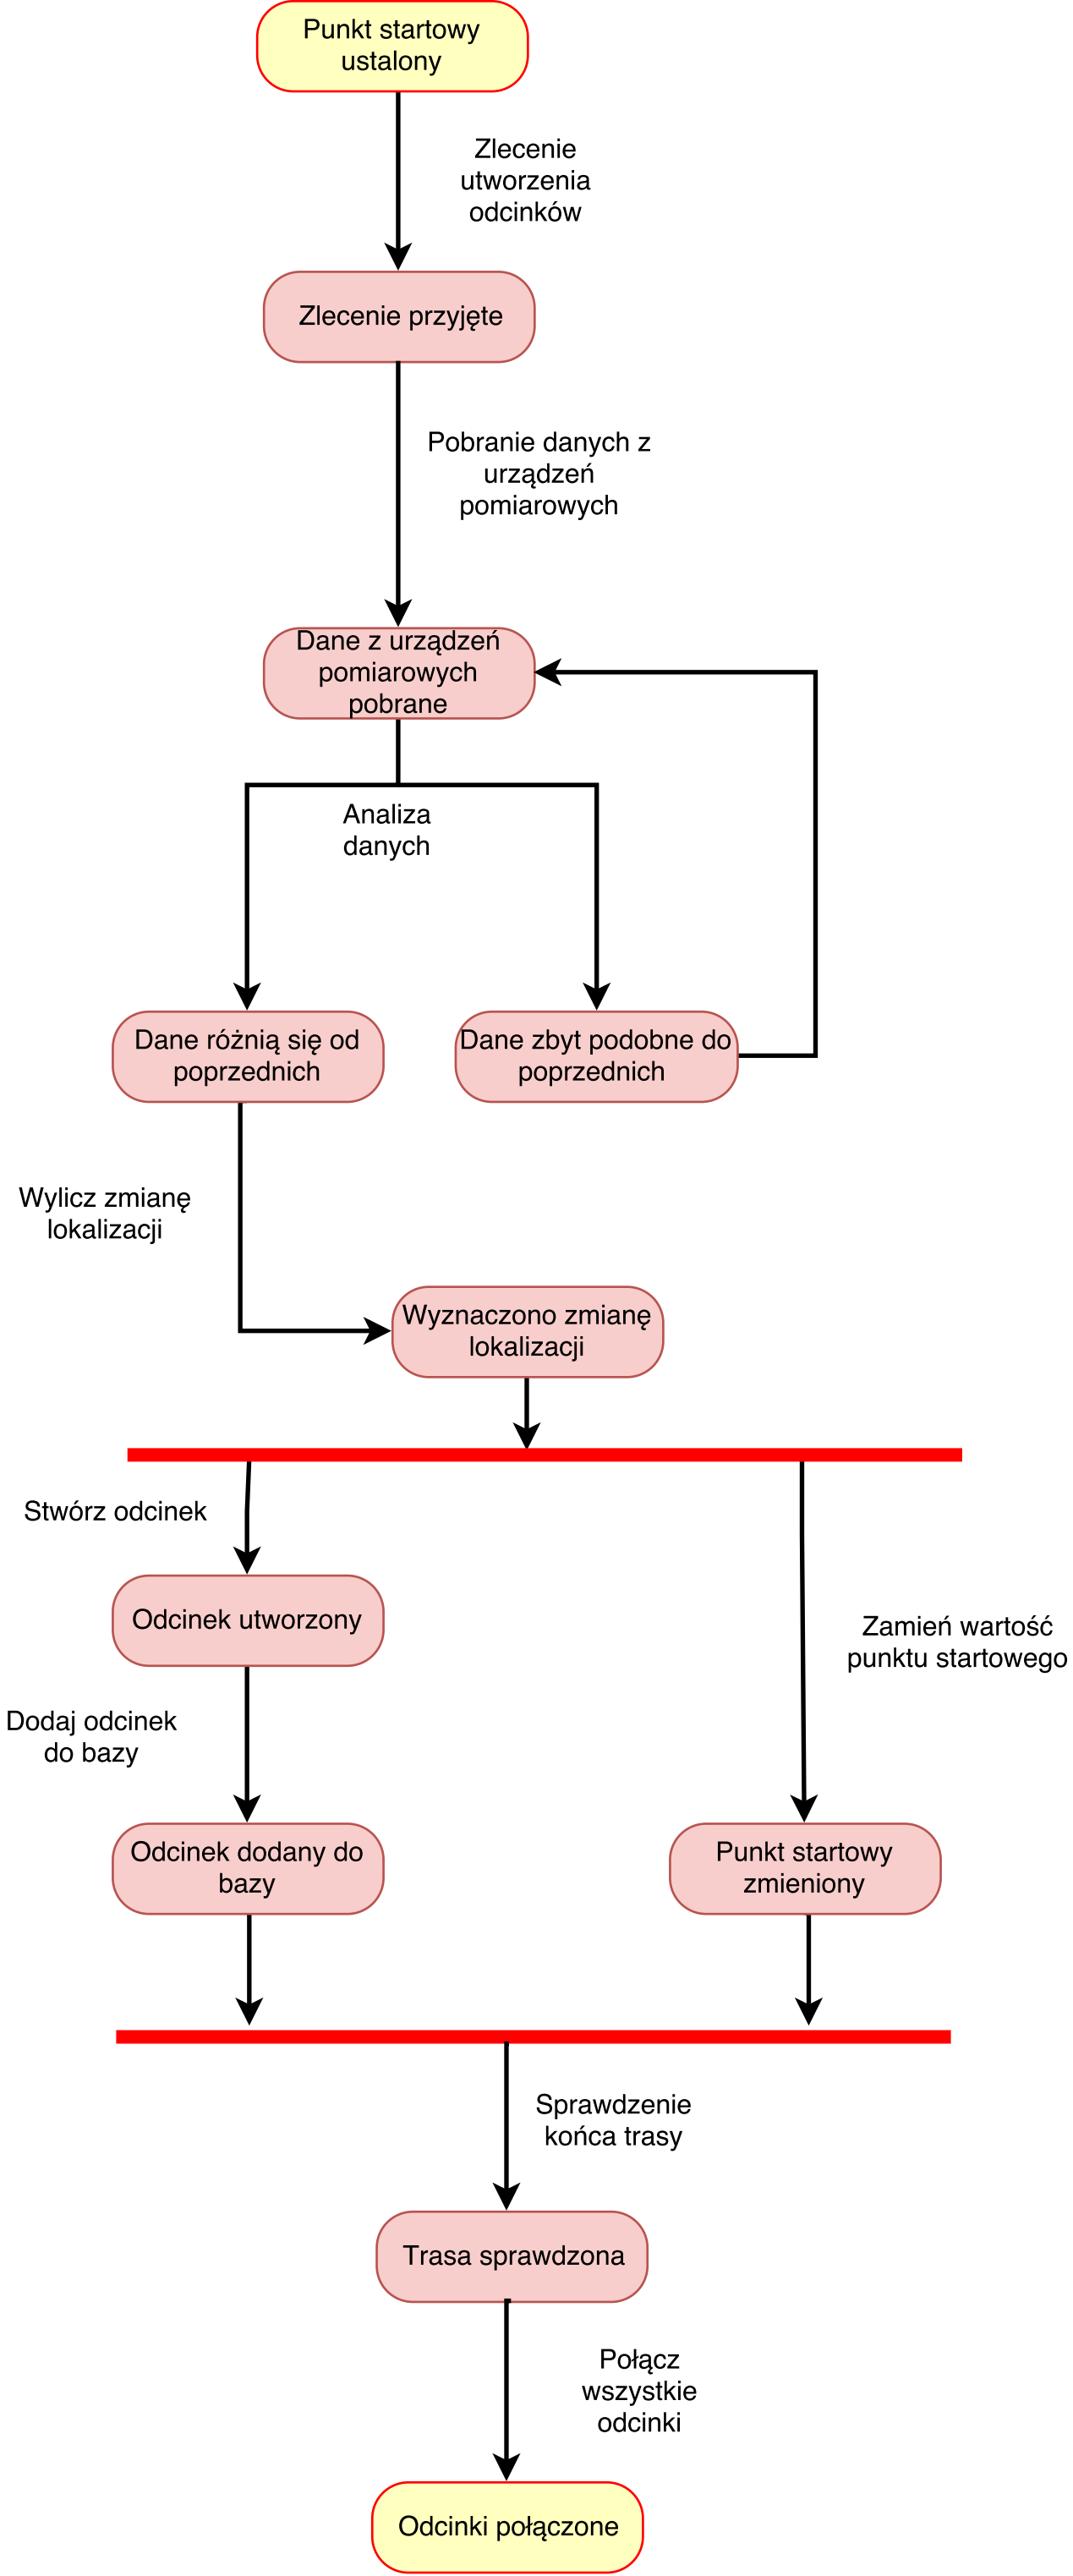 Punkt startowy
ustalony
Zlecenie
utworzenia
odcinków
Zlecenie przyjęte
Pobranie danych z
urządzeń
pomiarowych
Dane z urządzeń
pomiarowych
pobrane
Analiza
danych
Dane różnią się od
poprzednich
Dane zbyt podobne do
poprzednich
Wylicz zmianę
lokalizacji
Wyznaczono zmianę
lokalizacji
Stwórz odcinek
Odcinek utworzony
Zamień wartość
punktu startowego
Dodaj odcinek
do bazy
Odcinek dodany do
bazy
Punkt startowy
zmieniony
Sprawdzenie
końca trasy
Trasa sprawdzona
Połącz
wszystkie
odcinki
Odcinki połączone